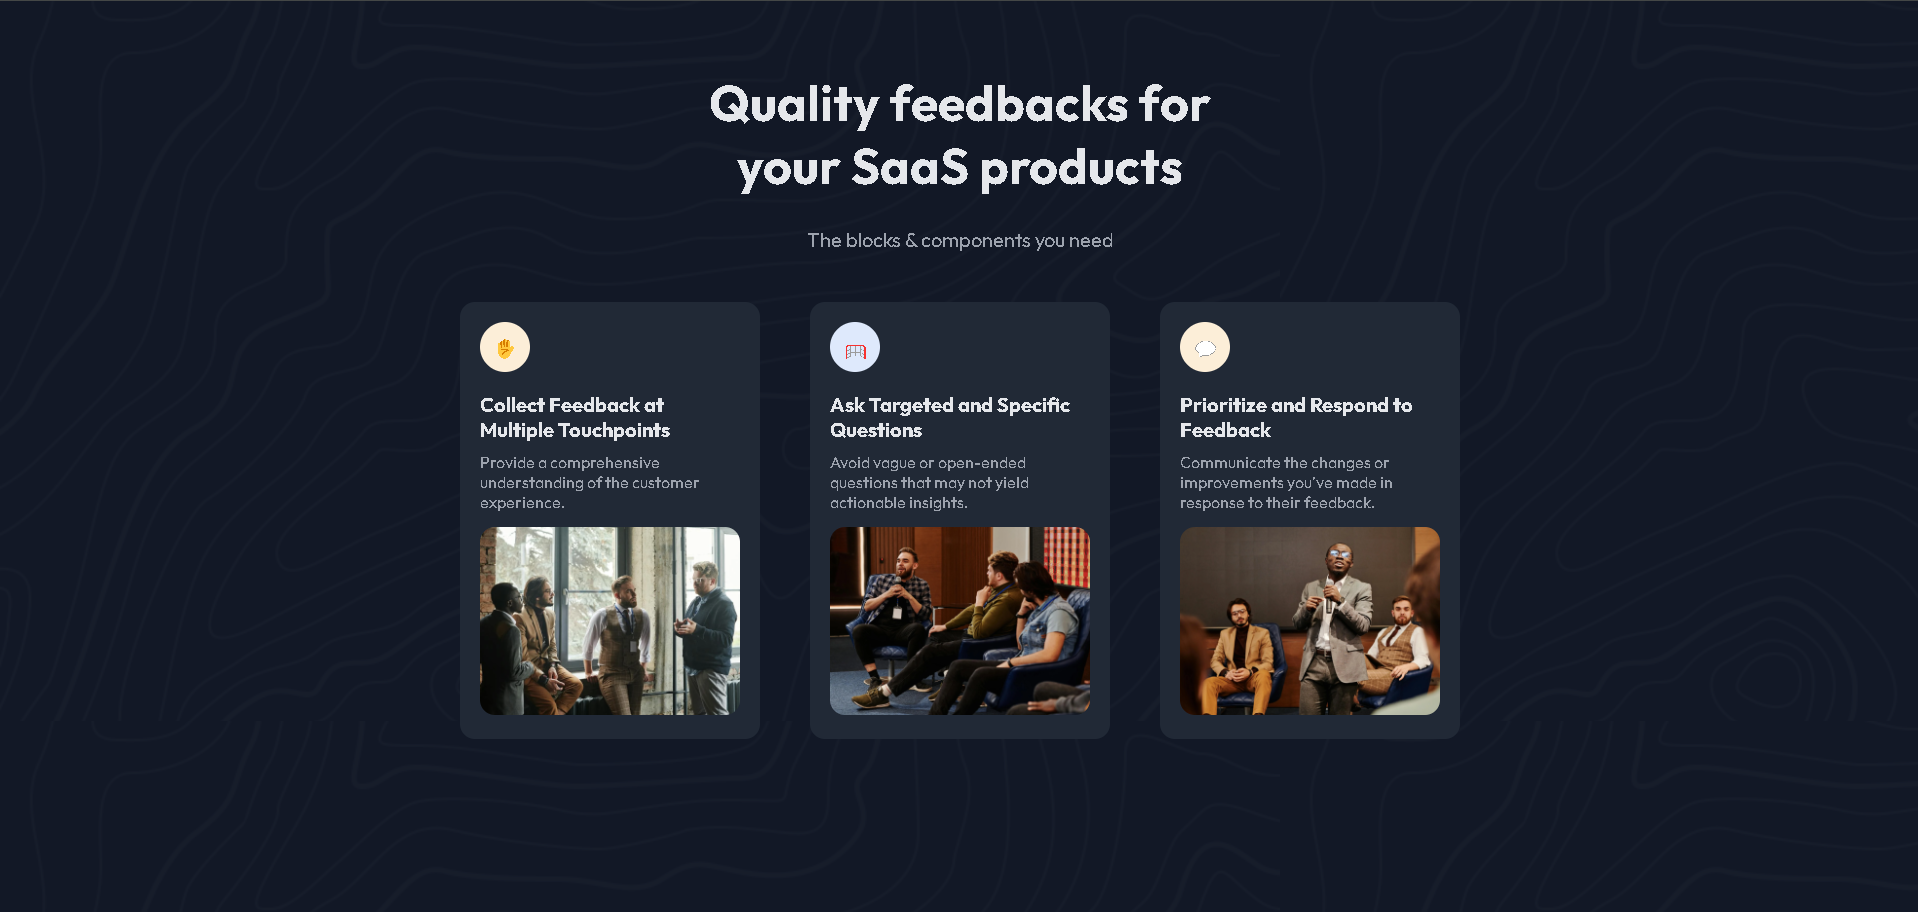 Quality feedbacks for
your SaaS products
The blocks & components you need
Collect Feedback at
Multiple Touchpoints
Provide a comprehensive
understanding of the customer
experience.
Ask Targeted and Specific
Questions
Avoid vague or open-ended
questions that may not yield
actionable insights.
Prioritize and Respond to
Feedback
Communicate the changes or
improvements you've made in
response to their feedback.